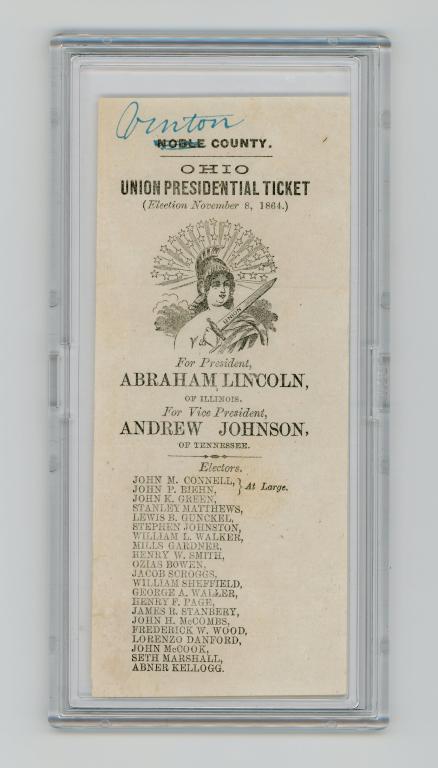 Vinton
NOBLE COUNTY.
OHIO
UNION PRESIDENTIAL TICKET
(Election November 8, 1864.)
UNION
For President,
ABRAHAM LINCOLN,
OF ILLINOIS.
For Vice President,
ANDREW JOHNSON,
OF TENNESSEE.
Electors.
JOHN M. CONNELL, } At Large.
JOHN P. BIEHN,
JOHN K. GREEN,
STANLEY MATTHEWS,
LEWIS B. GUNCKEL,
STEPHEN JOHNSTON,
WILLIAM L. WALKER,
MILLS GARDNER,
HENRY W. SMITH,
OZIAS BOWEN,
JACOB SCROGGS,
WILLIAM SHEFFIELD,
GEORGE A. WALLER,
HENRY F. PAGE,
JAMES R. STANBERY,
JOHN H. McCOMBS,
FREDERICK W. WOOD,
LORENZO DANFORD,
JOHN McCOOK,
SETH MARSHALL,
ABNER KELLOGG.